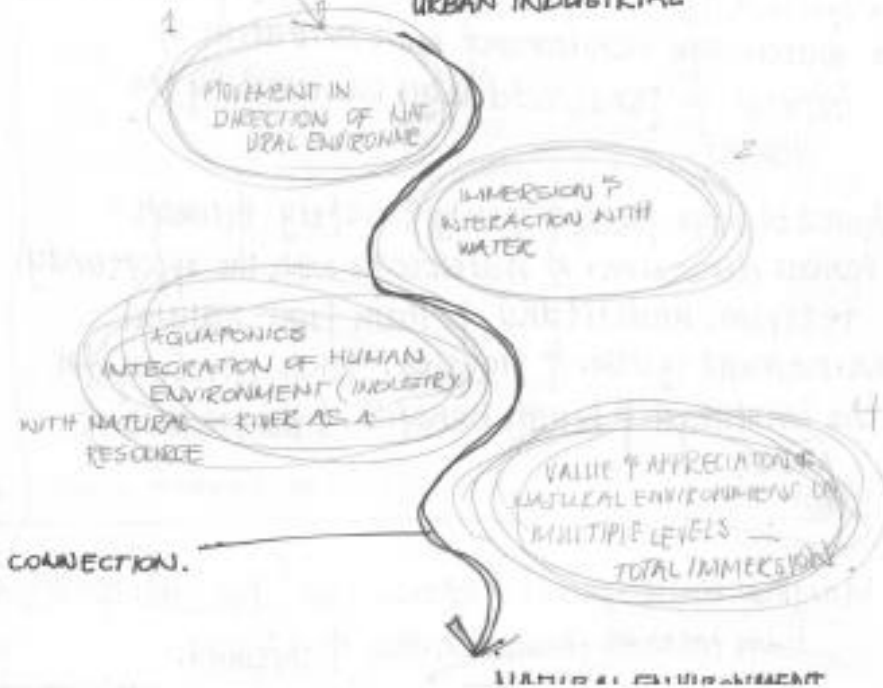 URBAN INDUSTRIAL
1
MOVEMENT IN
DIRECTION OF NAT
URAL ENVIRONME
2
IMMERSION &
INTERACTION WITH
WATER
AQUAPONICS
INTEGRATION OF HUMAN
ENVIRONMENT (INDUSTRY)
WITH NATURAL — RIVER AS A
RESOURCE
4
VALUE & APPRECIATION OF
NATURAL ENVIRONMENT ON
MULTIPLE LEVELS —
TOTAL IMMERSION.
CONNECTION.
NATURAL ENVIRONMENT